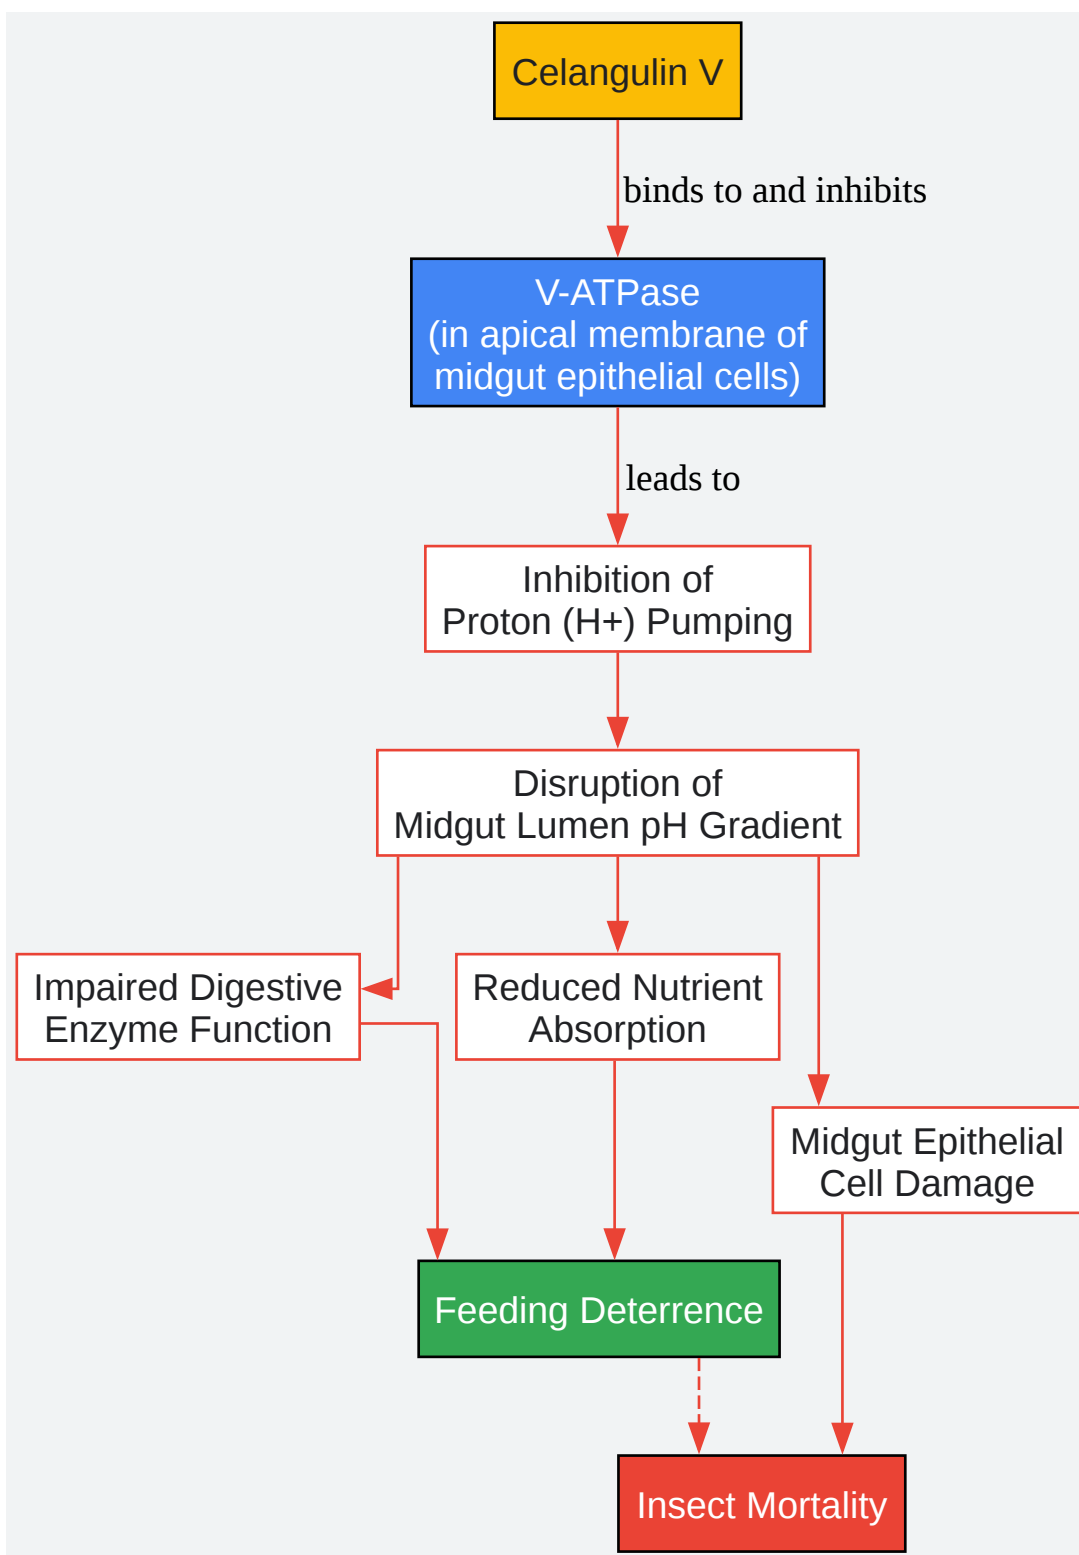 Celangulin V
binds to and inhibits
V-ATPase
(in apical membrane of
midgut epithelial cells)
leads to
Inhibition of
Proton (H+) Pumping
Disruption of
Midgut Lumen pH Gradient
Impaired Digestive
Enzyme Function
Reduced Nutrient
Absorption
Midgut Epithelial
Cell Damage
Feeding Deterrence
Insect Mortality